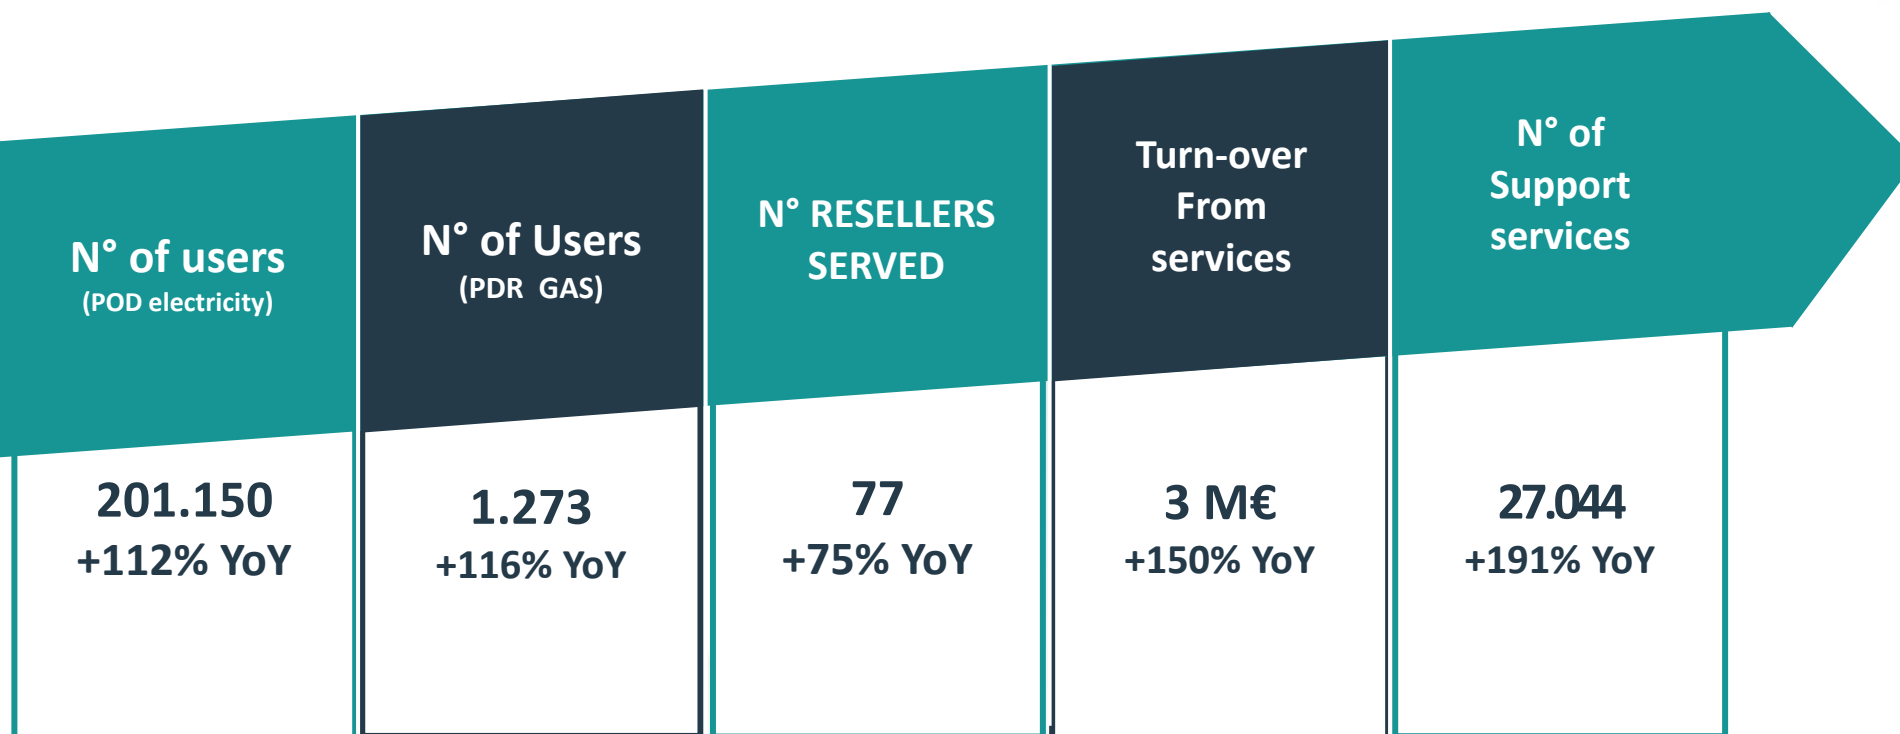 N° of users
(POD electricity)
201.150
+112% YoY
N° of Users
(PDR GAS)
1.273
+116% YoY
N° RESELLERS
SERVED
77
+75% YoY
Turn-over
From
services
3 M€
+150% YoY
N° of
Support
services
27.044
+191% YoY